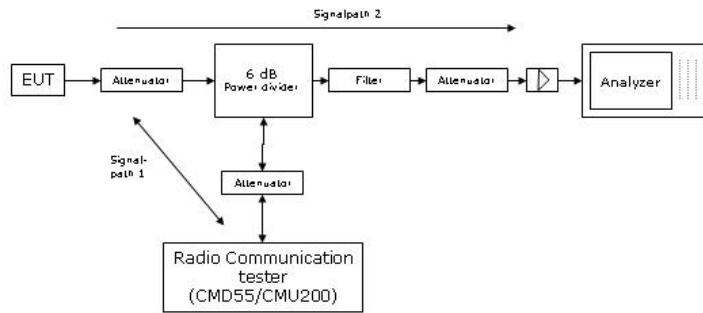 Signalpath 2
EUT
Attenuator
6 dB
Power divider
Filter
Attenuator
Analyzer
Signal-
path 1
Attenuator
Radio Communication
tester
(CMD55/CMU200)